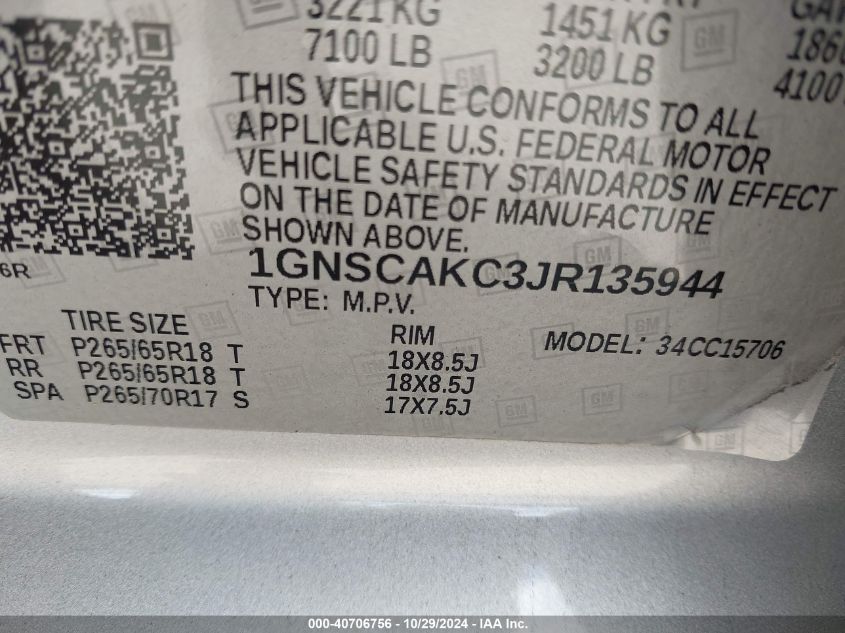 3221 KG 1451 KG
7100 LB 3200 LB
THIS VEHICLE CONFORMS TO ALL
APPLICABLE U.S. FEDERAL MOTOR
VEHICLE SAFETY STANDARDS IN EFFECT
ON THE DATE OF MANUFACTURE
SHOWN ABOVE.
6R
1GNSCAKC3JR135944
TYPE: M.P.V.
TIRE SIZE RIM MODEL: 34CC15706
FRT P265/65R18 T 18X8.5J
RR P265/65R18 T 18X8.5J
SPA P265/70R17 S 17X7.5J
000-40706756 • 10/29/2024 - IAA Inc.